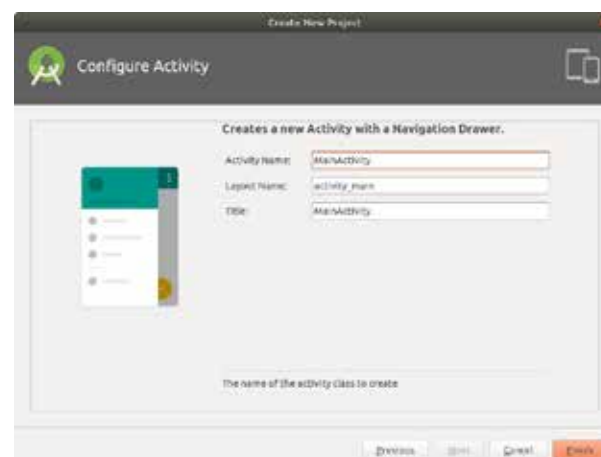 Create New Project
Configure Activity
Creates a new Activity with a Navigation Drawer.
Activity Name: MainActivity
Layout Name: activity_main
Title: MainActivity
The name of the activity class to create
Previous Next Cancel Finish